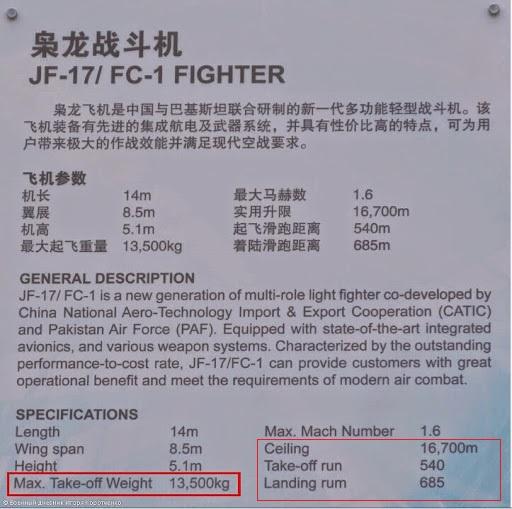 枭龙战斗机
JF-17/ FC-1 FIGHTER
枭龙飞机是中国与巴基斯坦联合研制的新一代多功能轻型战斗机。该
飞机装备有先进的集成航电及武器系统，并具有性价比高的特点，可为用
户带来极大的作战效能并满足现代空战要求。
飞机参数
机长 14m 最大马赫数 1.6
翼展 8.5m 实用升限 16,700m
机高 5.1m 起飞滑跑距离 540m
最大起飞重量 13,500kg 着陆滑跑距离 685m
GENERAL DESCRIPTION
JF-17/ FC-1 is a new generation of multi-role light fighter co-developed by
China National Aero-Technology Import & Export Cooperation (CATIC)
and Pakistan Air Force (PAF). Equipped with state-of-the-art integrated
avionics, and various weapon systems. Characterized by the outstanding
performance-to-cost rate, JF-17/FC-1 can provide customers with great
operational benefit and meet the requirements of modern air combat.
SPECIFICATIONS
Length 14m Max. Mach Number 1.6
Wing span 8.5m Ceiling 16,700m
Height 5.1m Take-off run 540
Max. Take-off Weight 13,500kg Landing rum 685
© Военный дневник Игоря Коротченко